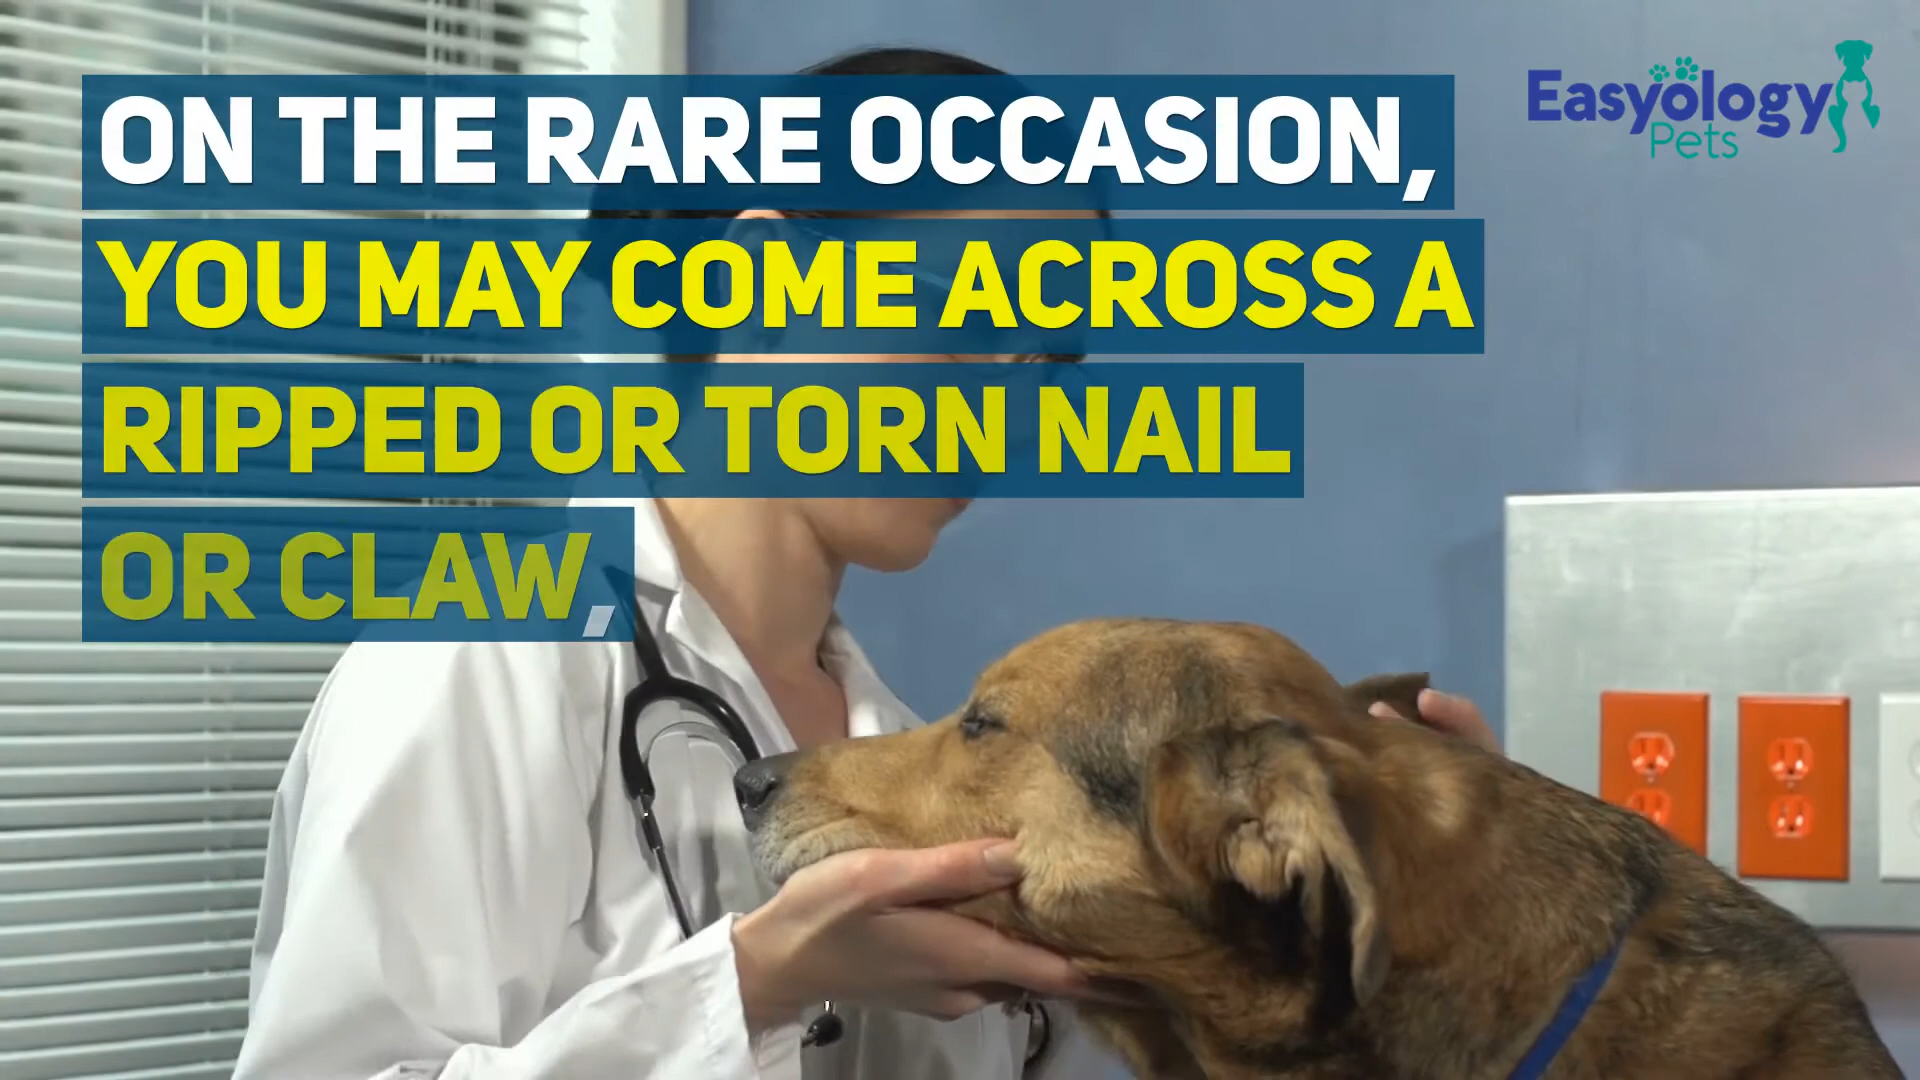 ON THE RARE OCCASION,
YOU MAY COME ACROSS A
RIPPED OR TORN NAIL
OR CLAW,
Easyology
Pets